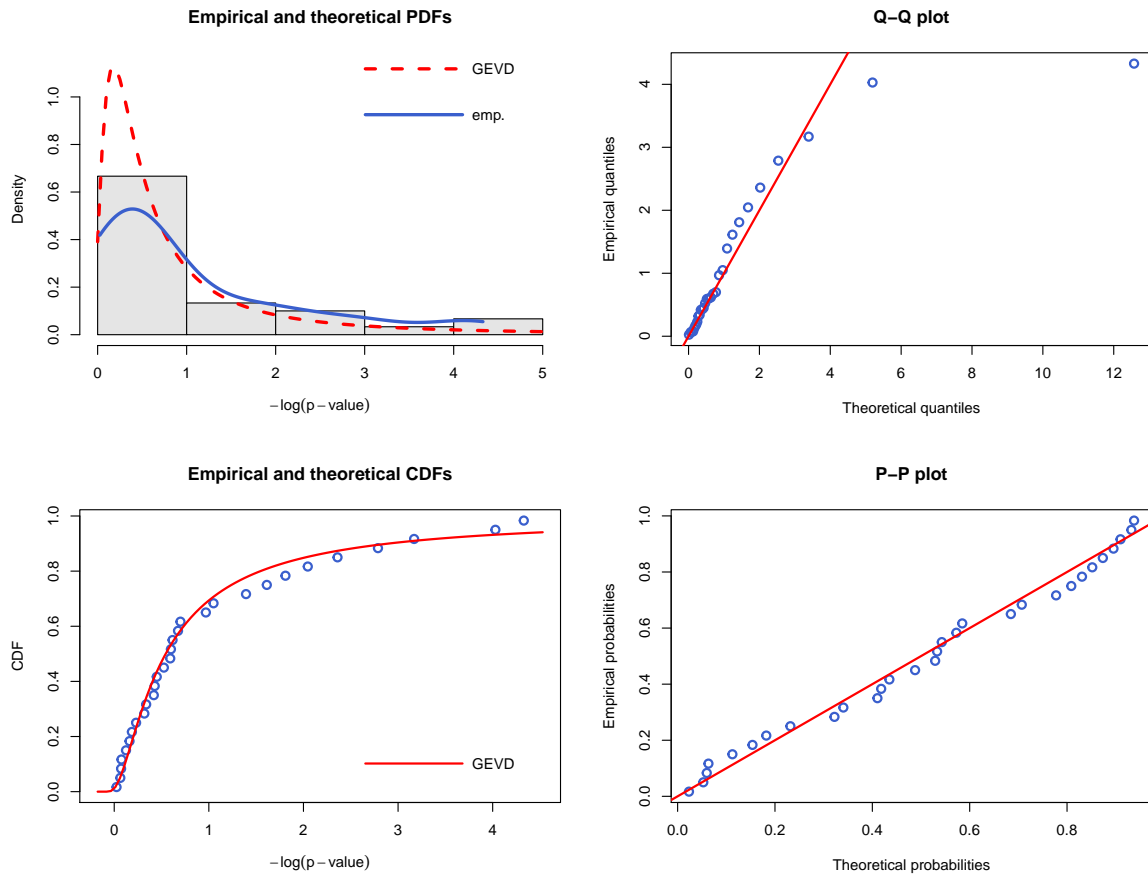 Empirical and theoretical PDFs
GEVD
emp.
Density
0.0 0.2 0.4 0.6 0.8 1.0
0 1 2 3 4 5
−log(p−value)
Q−Q plot
Empirical quantiles
0 1 2 3 4
0 2 4 6 8 10 12
Theoretical quantiles
Empirical and theoretical CDFs
CDF
0.0 0.2 0.4 0.6 0.8 1.0
GEVD
0 1 2 3 4
−log(p−value)
P−P plot
Empirical probabilities
0.0 0.2 0.4 0.6 0.8 1.0
0.0 0.2 0.4 0.6 0.8
Theoretical probabilities